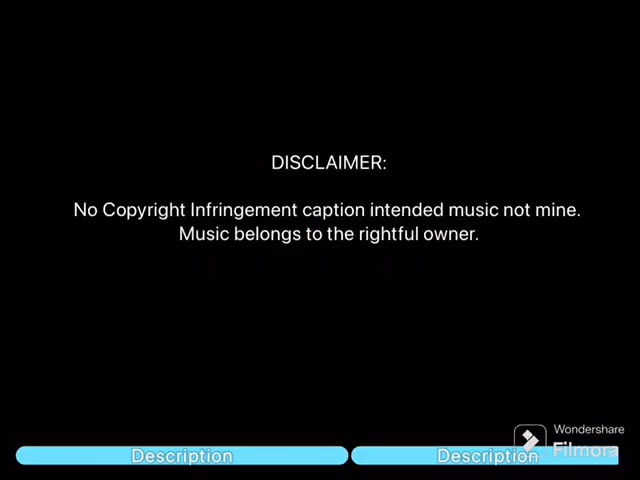 DISCLAIMER:
No Copyright Infringement caption intended music not mine.
Music belongs to the rightful owner.
Wondershare
Filmora
Description
Description